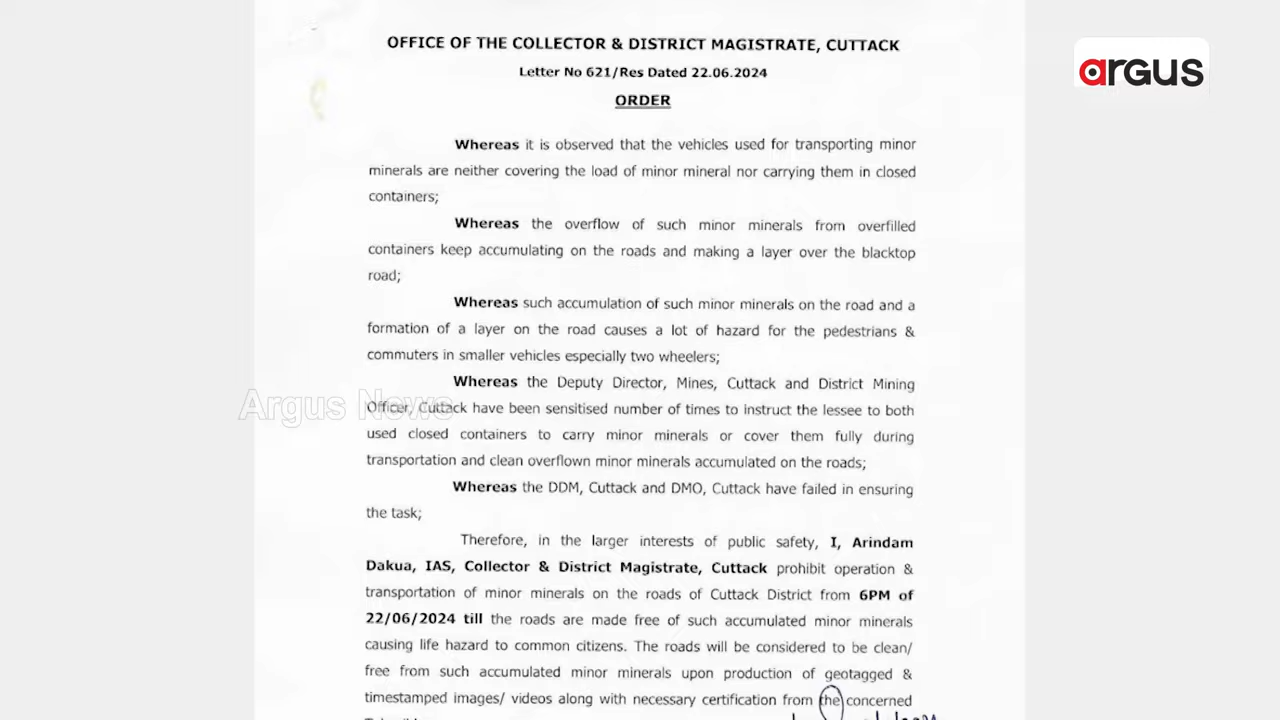 OFFICE OF THE COLLECTOR & DISTRICT MAGISTRATE, CUTTACK
argus
Letter No 621/Res Dated 22.06.2024
ORDER
Whereas it is observed that the vehicles used for transporting minor
minerals are neither covering the load of minor mineral nor carrying them in closed
containers;
Whereas the overflow of such minor minerals from overfilled
containers keep accumulating on the roads and making a layer over the blacktop
road;
Whereas such accumulation of such minor minerals on the road and a
formation of a layer on the road causes a lot of hazard for the pedestrians &
commuters in smaller vehicles especially two wheelers;
Whereas the Deputy Director, Mines, Cuttack and District Mining
Argus News
Officer, Cuttack have been sensitised number of times to instruct the lessee to both
used closed containers to carry minor minerals or cover them fully during
transportation and clean overflown minor minerals accumulated on the roads;
Whereas the DDM, Cuttack and DMO, Cuttack have failed in ensuring
the task;
Therefore, in the larger interests of public safety, I, Arindam
Dakua, IAS, Collector & District Magistrate, Cuttack prohibit operation &
transportation of minor minerals on the roads of Cuttack District from 6PM of
22/06/2024 till the roads are made free of such accumulated minor minerals
causing life hazard to common citizens. The roads will be considered to be clean/
free from such accumulated minor minerals upon production of geotagged &
timestamped images/ videos along with necessary certification from the concerned